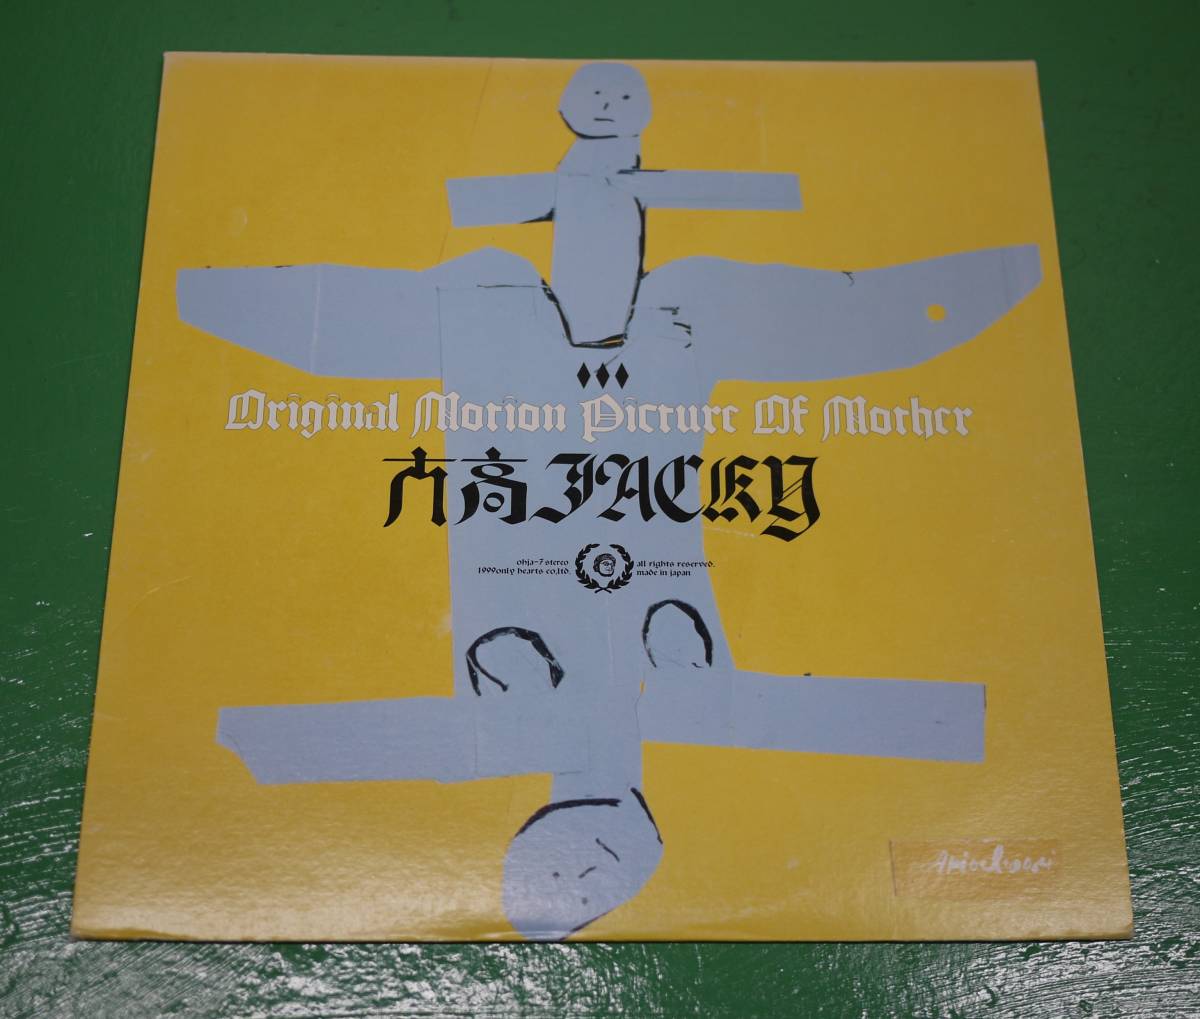 Original Motion Picture Of Mother
六高JACKY
ohja-7 stereo
1999only hearts co,ltd.
all rights reserved.
made in japan